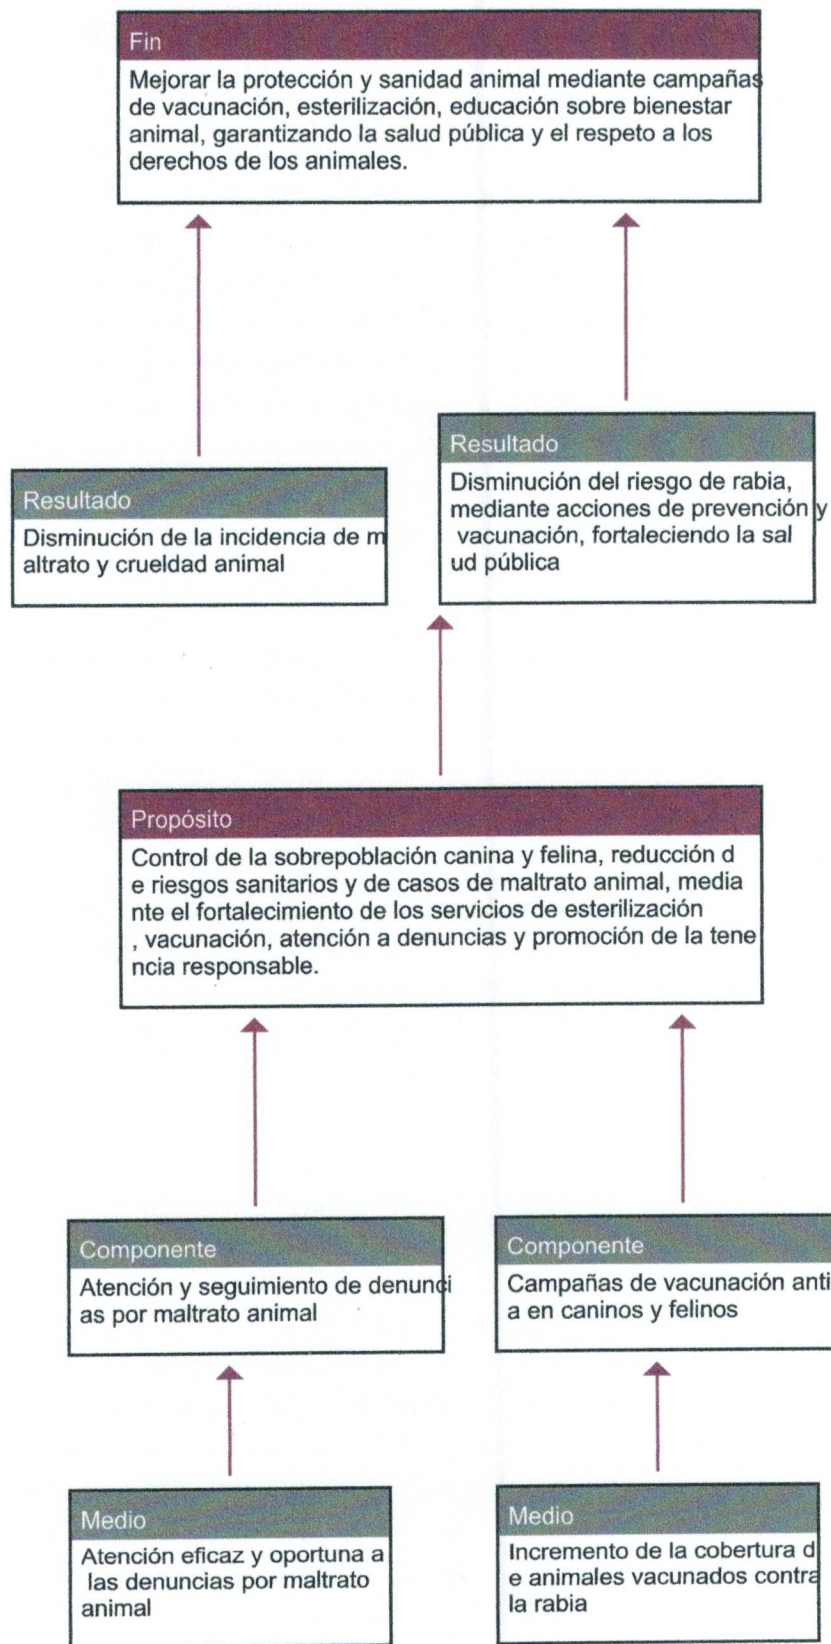 Fin
Mejorar la protección y sanidad animal mediante campañas
de vacunación, esterilización, educación sobre bienestar
animal, garantizando la salud pública y el respeto a los
derechos de los animales.
Resultado
Disminución de la incidencia de m
altrato y crueldad animal
Resultado
Disminución del riesgo de rabia,
mediante acciones de prevención y
vacunación, fortaleciendo la sal
ud pública
Propósito
Control de la sobrepoblación canina y felina, reducción d
e riesgos sanitarios y de casos de maltrato animal, media
nte el fortalecimiento de los servicios de esterilización
, vacunación, atención a denuncias y promoción de la tene
ncia responsable.
Componente
Atención y seguimiento de denunci
as por maltrato animal
Componente
Campañas de vacunación anti
a en caninos y felinos
Medio
Atención eficaz y oportuna a
las denuncias por maltrato
animal
Medio
Incremento de la cobertura d
e animales vacunados contra
la rabia